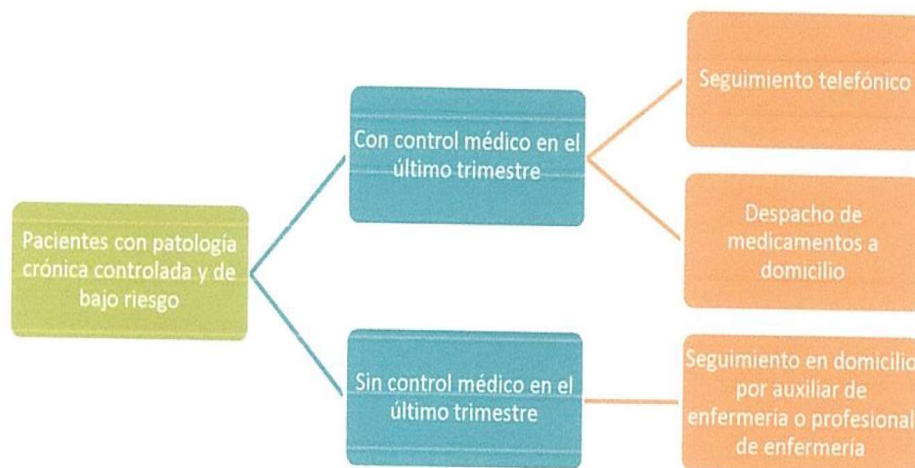 Pacientes con patología
crónica controlada y de
bajo riesgo
Con control médico en el
último trimestre
Seguimiento telefónico
Despacho de
medicamentos a
domicilio
Sin control médico en el
último trimestre
Seguimiento en domicilio
por auxiliar de
enfermería o profesional
de enfermería